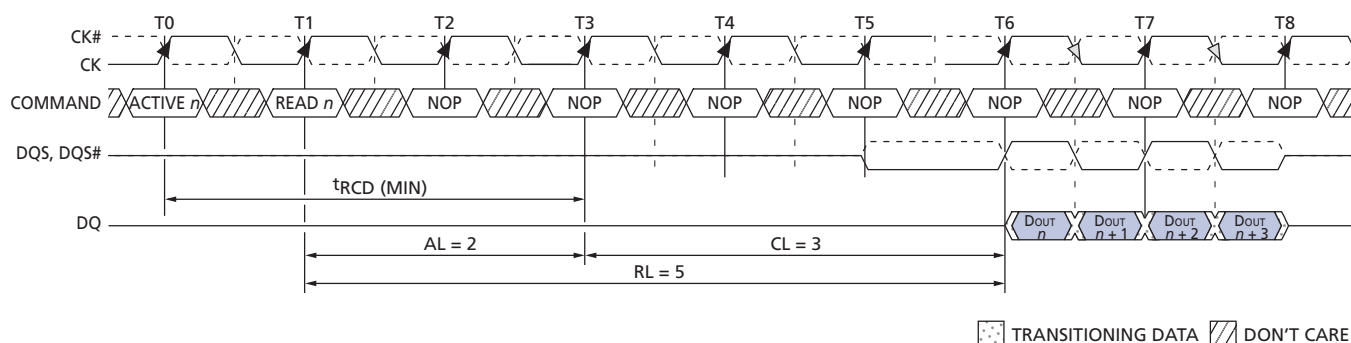 T0 T1 T2 T3 T4 T5 T6 T7 T8
CK#
CK
COMMAND ACTIVE n READ n NOP NOP NOP NOP NOP NOP NOP
DQS, DQS#
tRCD (MIN)
DQ DOUT n DOUT n + 1 DOUT n + 2 DOUT n + 3
AL = 2 CL = 3
RL = 5
TRANSITIONING DATA DON'T CARE